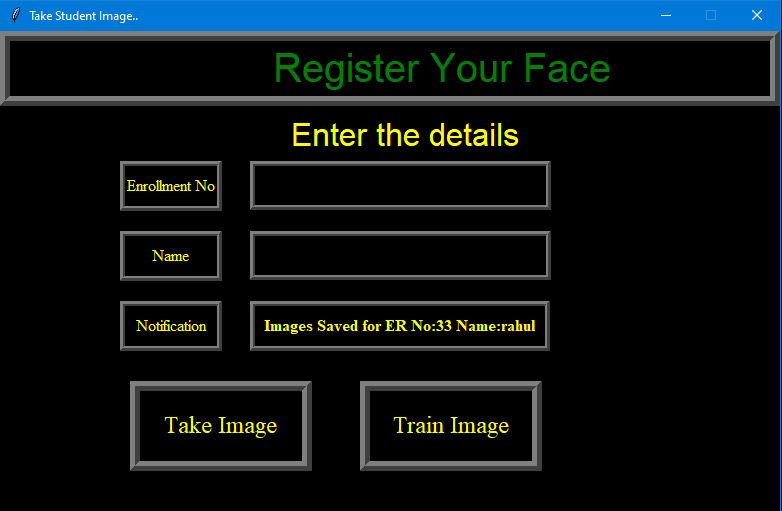 Take Student Image..
Register Your Face
Enter the details
Enrollment No
Name
Notification
Images Saved for ER No:33 Name:rahul
Take Image
Train Image